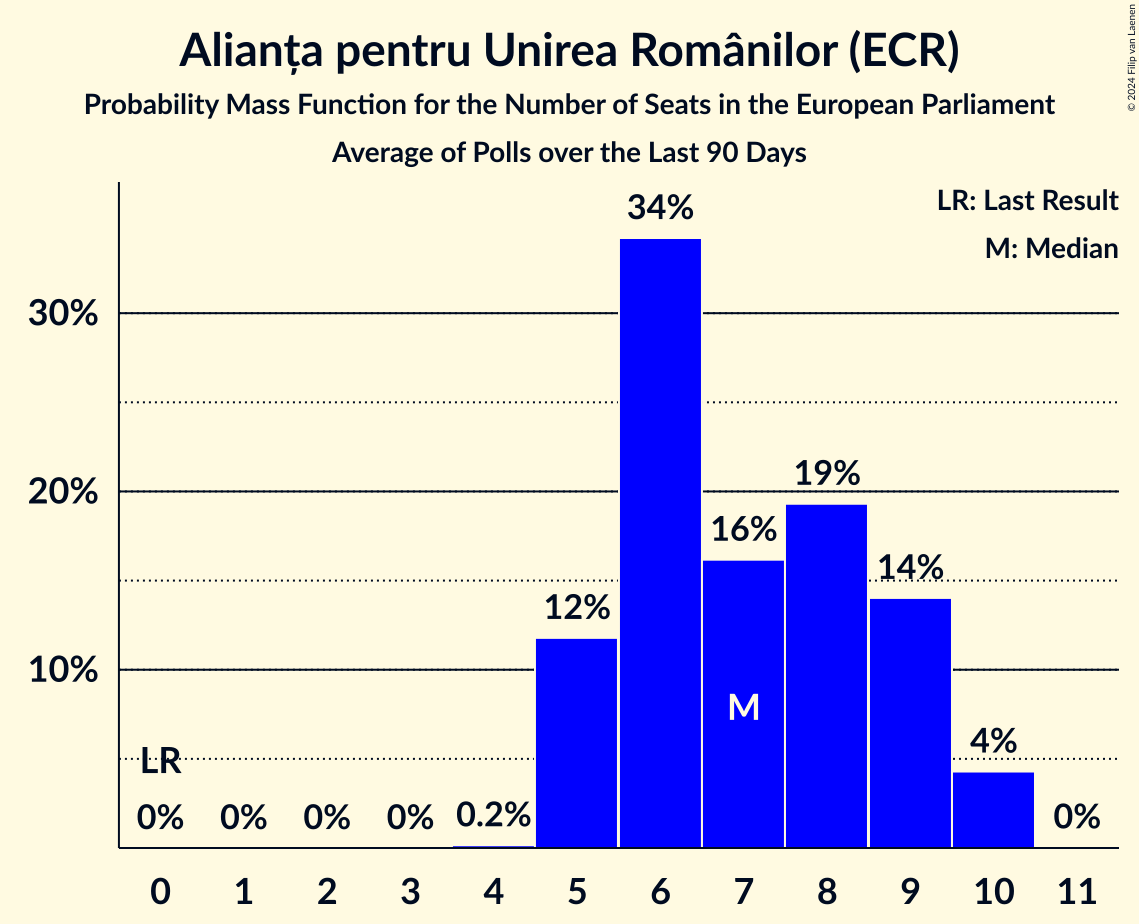 Alianța pentru Unirea Românilor (ECR)
Probability Mass Function for the Number of Seats in the European Parliament
Average of Polls over the Last 90 Days
© 2024 Filip van Laenen
LR: Last Result
M: Median
34%
30%
20%
19%
16%
14%
12%
10%
M
LR
4%
0% 0% 0% 0% 0.2% 0%
0 1 2 3 4 5 6 7 8 9 10 11